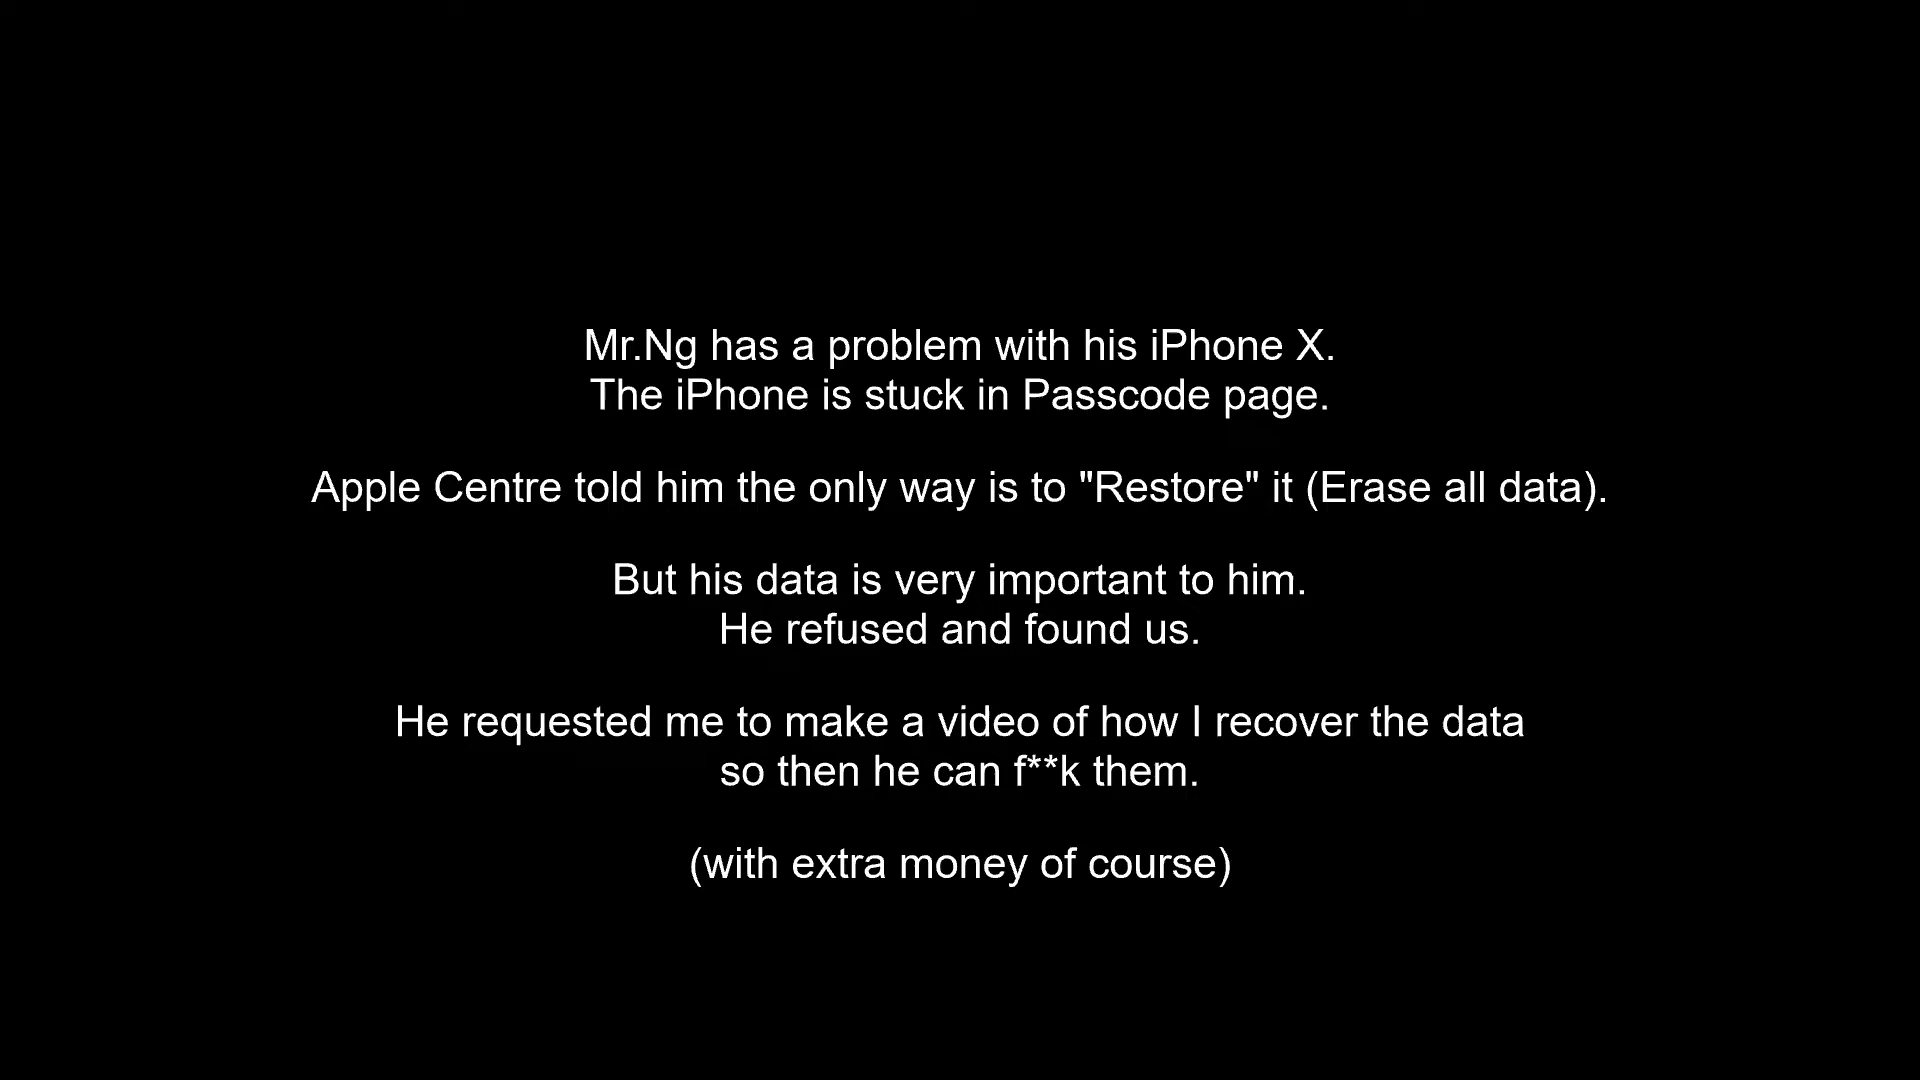 Mr.Ng has a problem with his iPhone X.
The iPhone is stuck in Passcode page.
Apple Centre told him the only way is to "Restore" it (Erase all data).
But his data is very important to him.
He refused and found us.
He requested me to make a video of how I recover the data
so then he can f**k them.
(with extra money of course)